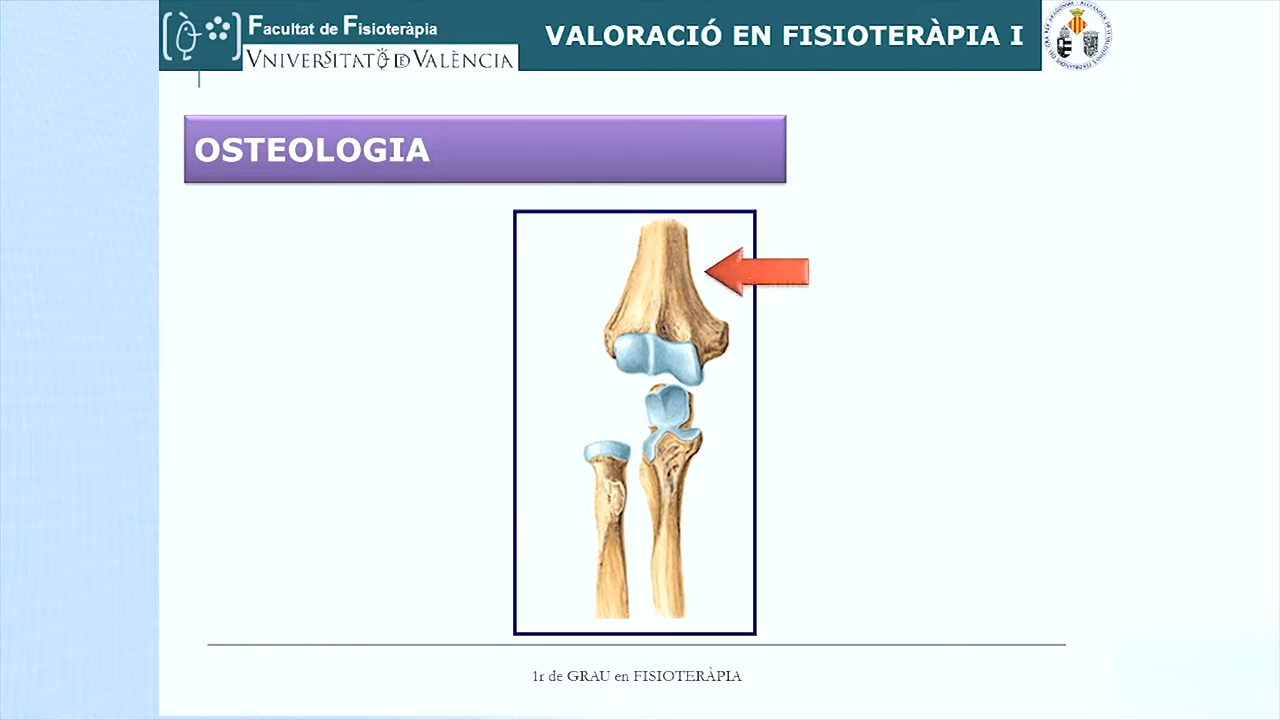 Facultat de Fisioteràpia
VNIVERSITAT DE VALÈNCIA
VALORACIÓ EN FISIOTERÀPIA I
OSTEOLOGIA
1r de GRAU en FISIOTERÀPIA